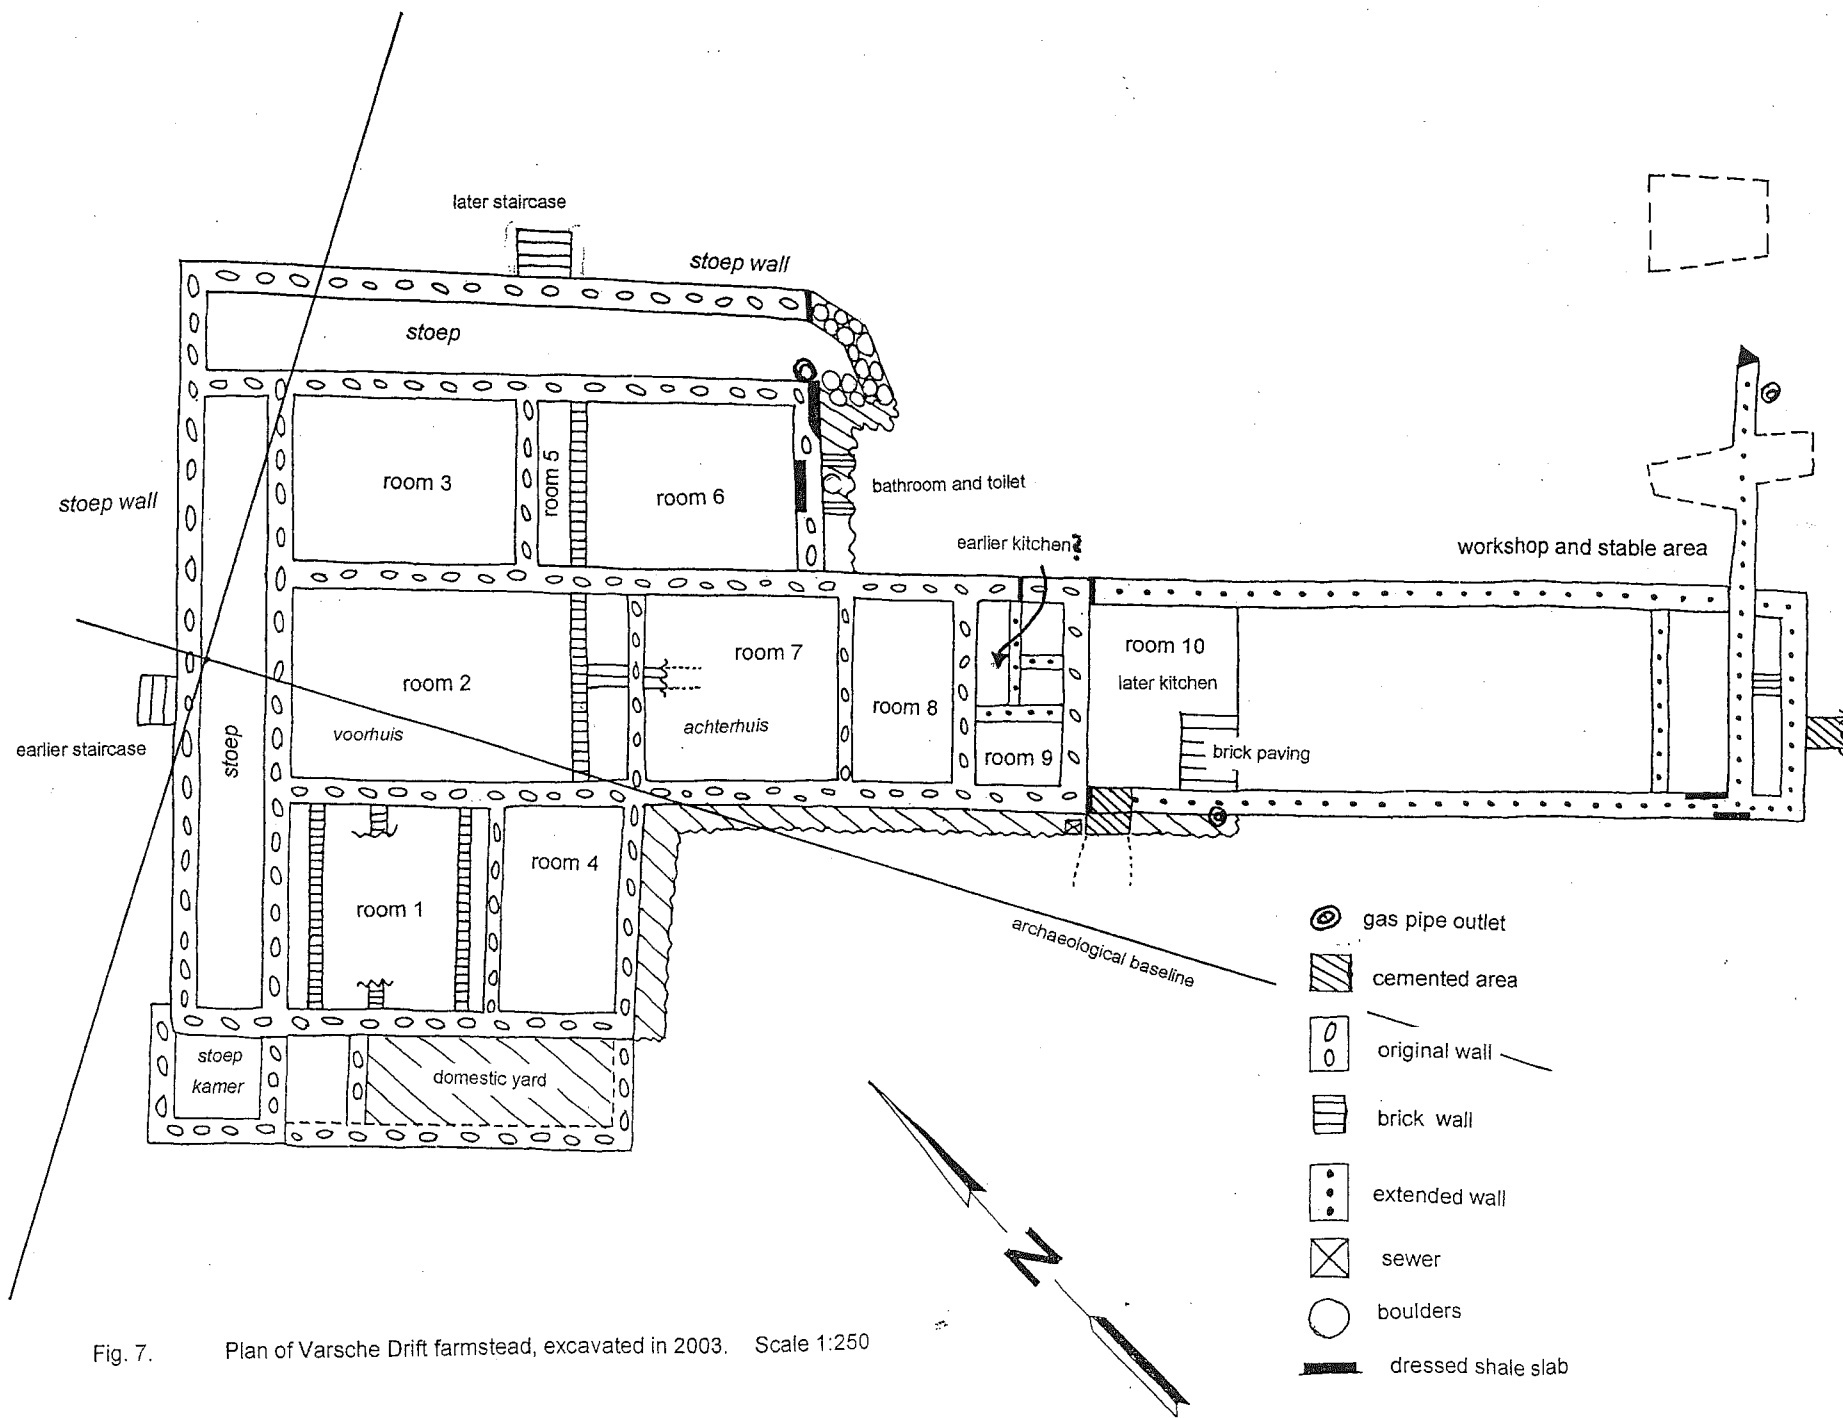 later staircase
stoep wall
stoep
room 3
room 5
room 6
stoep wall
bathroom and toilet
earlier kitchen?
workshop and stable area
room 2
voorhuis
room 7
achterhuis
room 8
room 9
room 10
later kitchen
brick paving
earlier staircase
stoep
room 1
room 4
archaeological baseline
stoep
kamer
domestic yard
gas pipe outlet
cemented area
original wall
brick wall
extended wall
sewer
boulders
dressed shale slab
N
Fig. 7. Plan of Varsche Drift farmstead, excavated in 2003. Scale 1:250